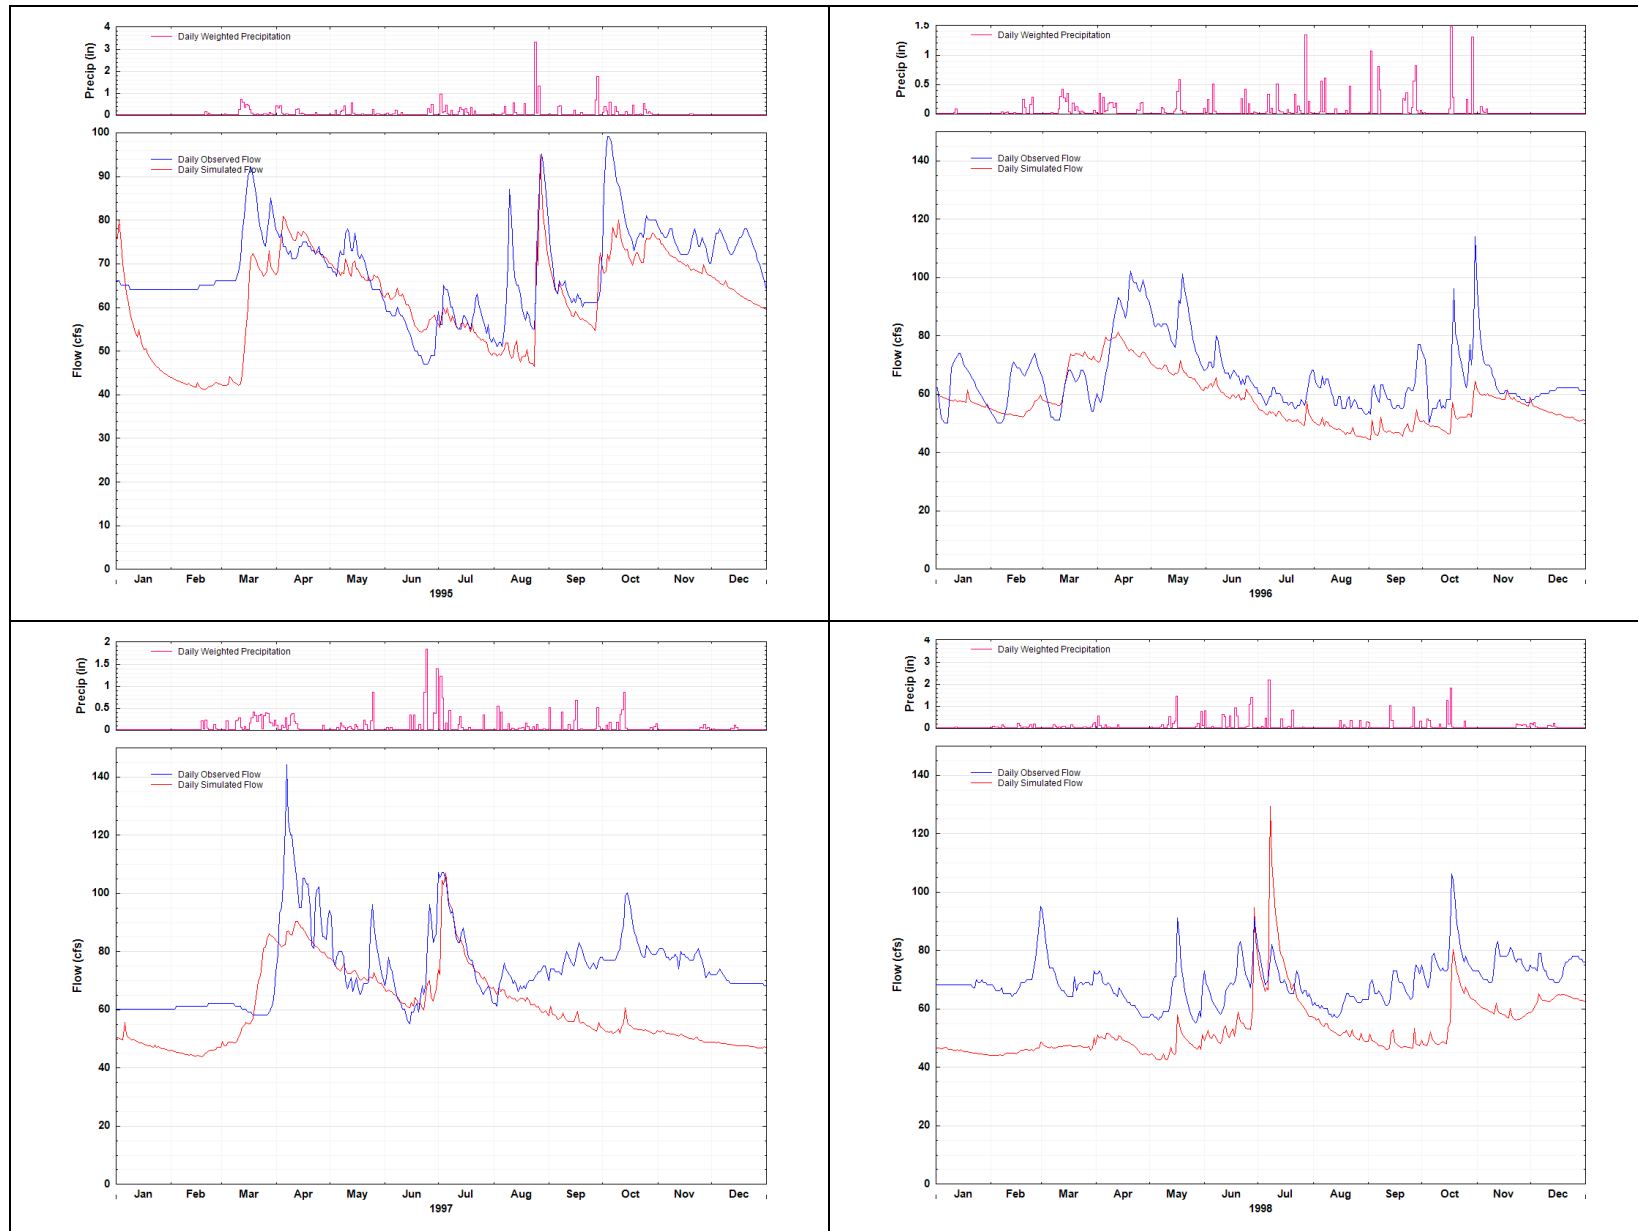 4
3
2
1
0
Precip (in)
Daily Weighted Precipitation
100
90
80
70
60
50
40
30
20
10
0
Flow (cfs)
Daily Observed Flow
Daily Simulated Flow
Jan Feb Mar Apr May Jun Jul Aug Sep Oct Nov Dec
1995
1.5
1
0.5
0
Precip (in)
Daily Weighted Precipitation
140
120
100
80
60
40
20
0
Flow (cfs)
Daily Observed Flow
Daily Simulated Flow
Jan Feb Mar Apr May Jun Jul Aug Sep Oct Nov Dec
1996
2
1.5
1
0.5
0
Precip (in)
Daily Weighted Precipitation
140
120
100
80
60
40
20
0
Flow (cfs)
Daily Observed Flow
Daily Simulated Flow
Jan Feb Mar Apr May Jun Jul Aug Sep Oct Nov Dec
1997
4
3
2
1
0
Precip (in)
Daily Weighted Precipitation
140
120
100
80
60
40
20
0
Flow (cfs)
Daily Observed Flow
Daily Simulated Flow
Jan Feb Mar Apr May Jun Jul Aug Sep Oct Nov Dec
1998